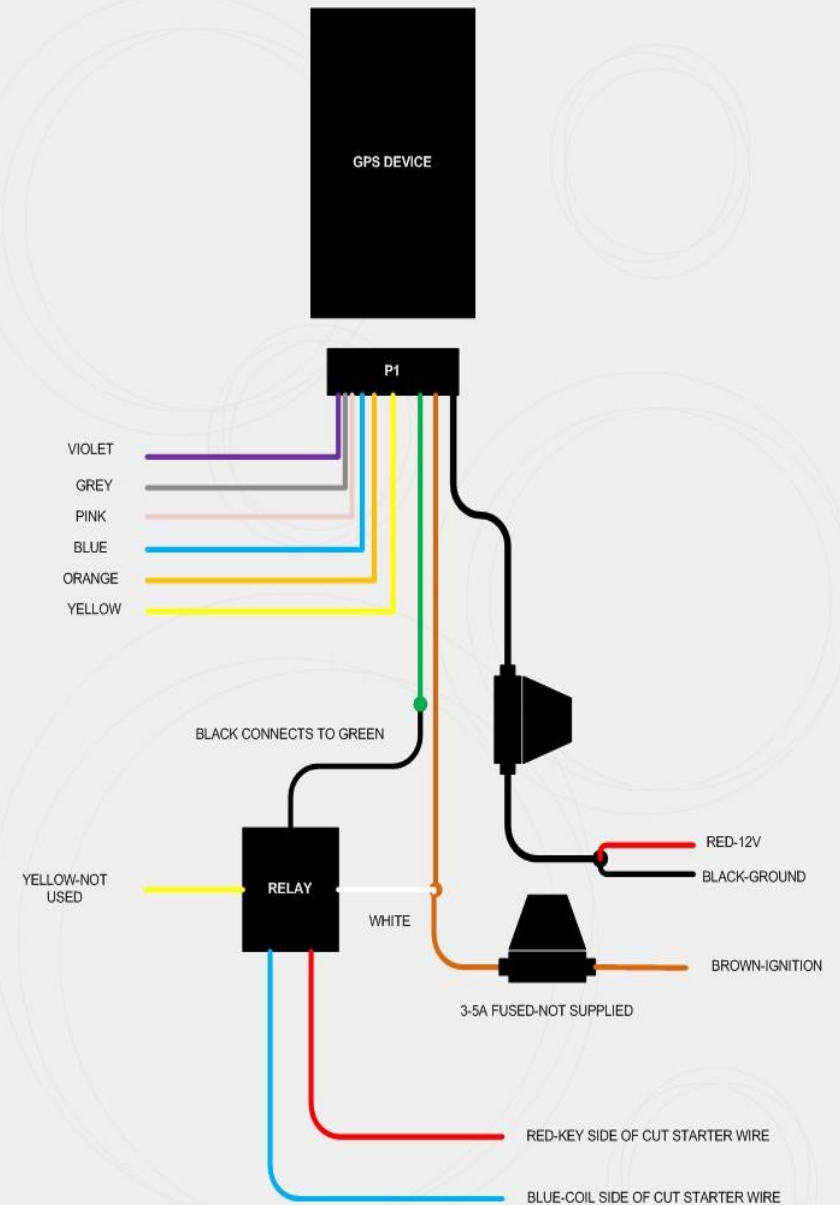 GPS DEVICE
P1
VIOLET
GREY
PINK
BLUE
ORANGE
YELLOW
BLACK CONNECTS TO GREEN
RED-12V
BLACK-GROUND
YELLOW-NOT
USED
RELAY
WHITE
BROWN-IGNITION
3-5A FUSED-NOT SUPPLIED
RED-KEY SIDE OF CUT STARTER WIRE
BLUE-COIL SIDE OF CUT STARTER WIRE